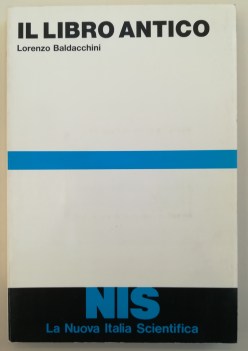 IL LIBRO ANTICO
Lorenzo Baldacchini
NIS
La Nuova Italia Scientifica